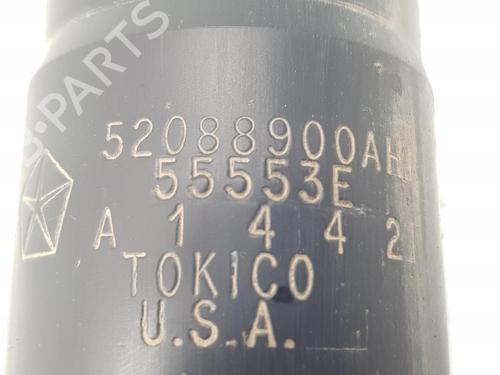 B-PARTS
52088900AH
55553E
A 1 4 4 2
TOKICO
U.S.A.